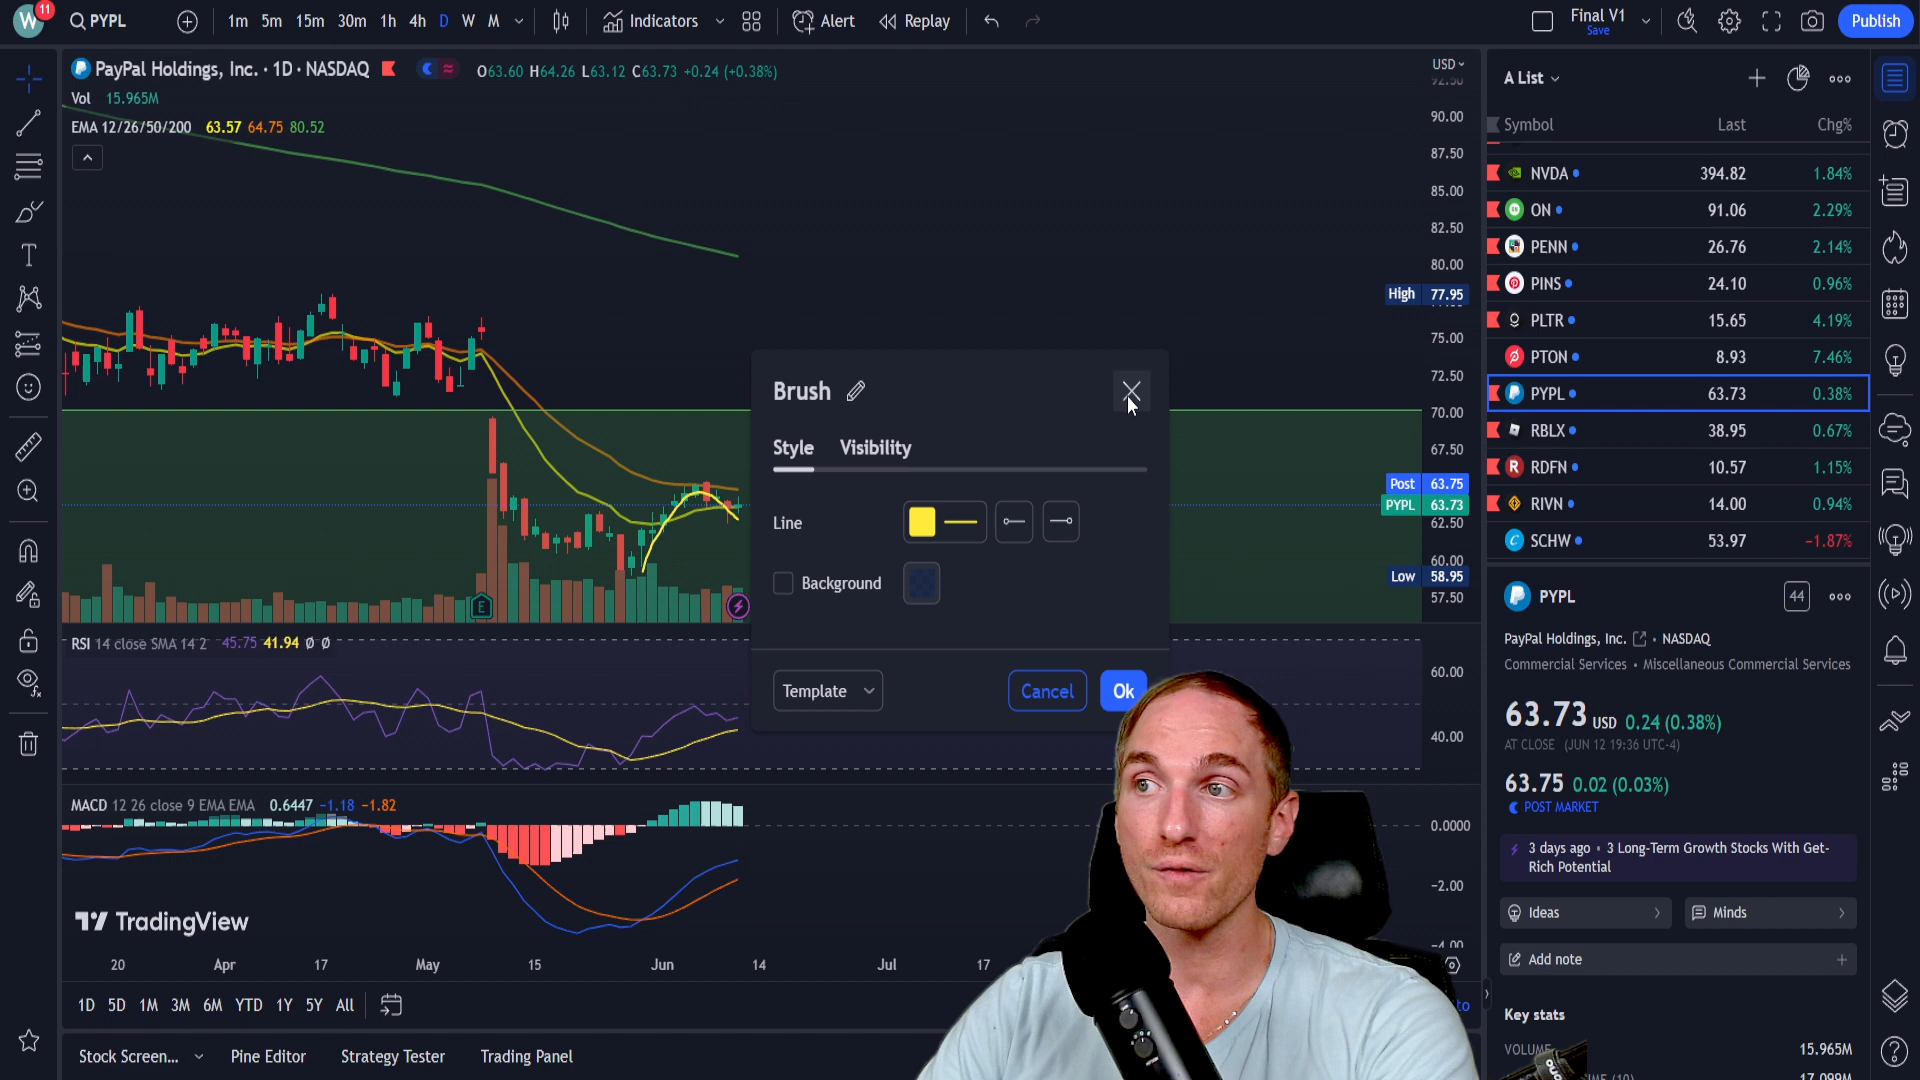 W 11 PYPL 1m 5m 15m 30m 1h 4h D W M Indicators Alert Replay Final V1 Save Publish
PayPal Holdings, Inc. · 1D · NASDAQ O63.60 H64.26 L63.12 C63.73 +0.24 (+0.38%)
Vol 15.965M
EMA 12/26/50/200 63.57 64.75 80.52
USD
92.50
90.00
87.50
85.00
82.50
80.00
High 77.95
75.00
72.50
70.00
67.50
Post 63.75
PYPL 63.73
62.50
60.00
Low 58.95
57.50
E
Brush
Style Visibility
Line
Background
Template Cancel Ok
RSI 14 close SMA 14 2 45.75 41.94 Ø Ø
60.00
40.00
MACD 12 26 close 9 EMA EMA 0.6447 −1.18 −1.82
0.0000
−2.00
−4.00
TradingView
20 Apr 17 May 15 Jun 14 Jul 17
1D 5D 1M 3M 6M YTD 1Y 5Y All
to
Stock Screen... Pine Editor Strategy Tester Trading Panel
A List
Symbol Last Chg%
NVDA 394.82 1.84%
ON 91.06 2.29%
PENN 26.76 2.14%
PINS 24.10 0.96%
PLTR 15.65 4.19%
PTON 8.93 7.46%
PYPL 63.73 0.38%
RBLX 38.95 0.67%
RDFN 10.57 1.15%
RIVN 14.00 0.94%
SCHW 53.97 −1.87%
PYPL 44
PayPal Holdings, Inc. · NASDAQ
Commercial Services · Miscellaneous Commercial Services
63.73 USD 0.24 (0.38%)
AT CLOSE (JUN 12 19:36 UTC-4)
63.75 0.02 (0.03%)
POST MARKET
3 days ago · 3 Long-Term Growth Stocks With Get-
Rich Potential
Ideas Minds
Add note
Key stats
VOLUME 15.965M
17.099M